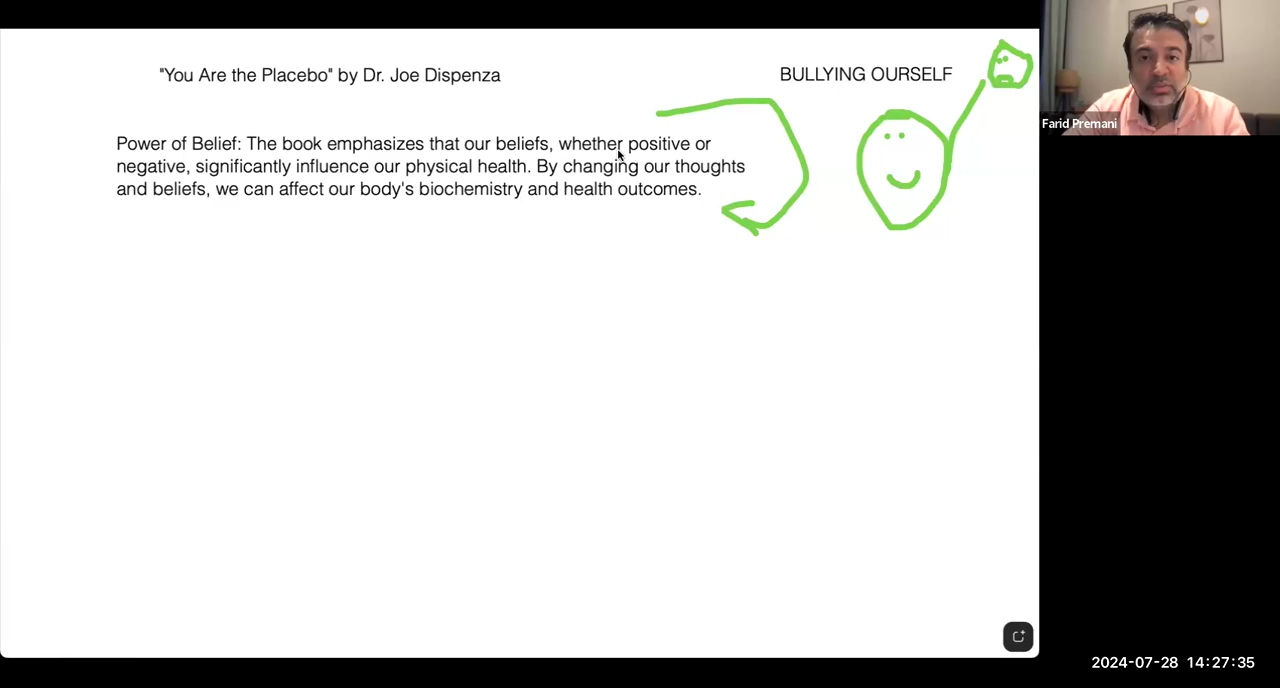 "You Are the Placebo" by Dr. Joe Dispenza
BULLYING OURSELF
Power of Belief: The book emphasizes that our beliefs, whether positive or
negative, significantly influence our physical health. By changing our thoughts
and beliefs, we can affect our body's biochemistry and health outcomes.
Farid Premani
2024-07-28 14:27:35